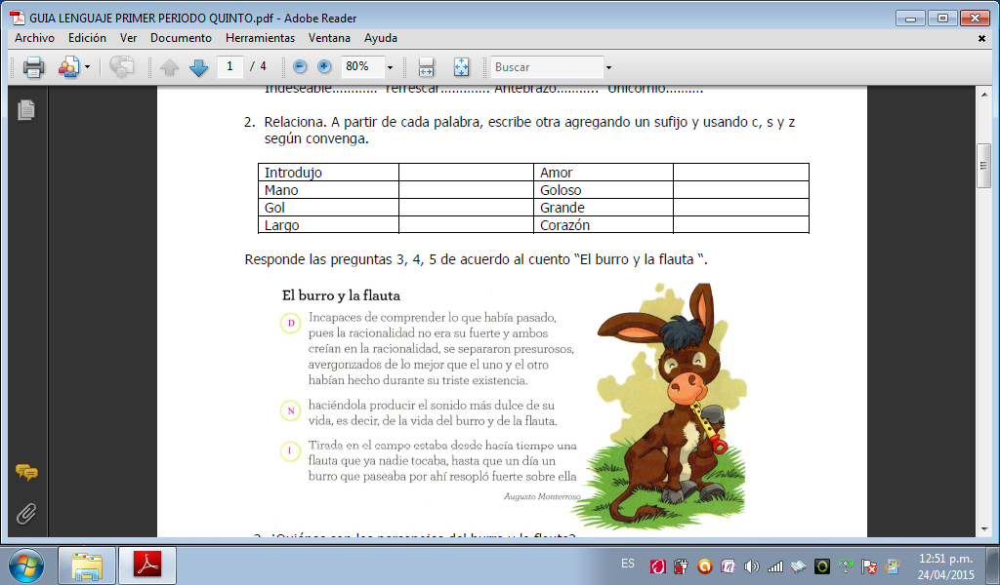 GUIA LENGUAJE PRIMER PERIODO QUINTO.pdf - Adobe Reader
Archivo Edición Ver Documento Herramientas Ventana Ayuda
1 / 4 80% Buscar
Indeseable............ refrescar............. Antebrazo........... Unicornio..........
2. Relaciona. A partir de cada palabra, escribe otra agregando un sufijo y usando c, s y z
según convenga.
Introdujo Amor
Mano Goloso
Gol Grande
Largo Corazón
Responde las preguntas 3, 4, 5 de acuerdo al cuento “El burro y la flauta “.
El burro y la flauta
D Incapaces de comprender lo que había pasado,
pues la racionalidad no era su fuerte y ambos
creían en la racionalidad, se separaron presurosos,
avergonzados de lo mejor que el uno y el otro
habían hecho durante su triste existencia.
N haciéndola producir el sonido más dulce de su
vida, es decir, de la vida del burro y de la flauta.
I Tirada en el campo estaba desde hacía tiempo una
flauta que ya nadie tocaba, hasta que un día un
burro que paseaba por ahí resopló fuerte sobre ella
Augusto Monterroso
3. ¿Quiénes son los personajes del burro y la flauta?
ES 12:51 p.m.
24/04/2015